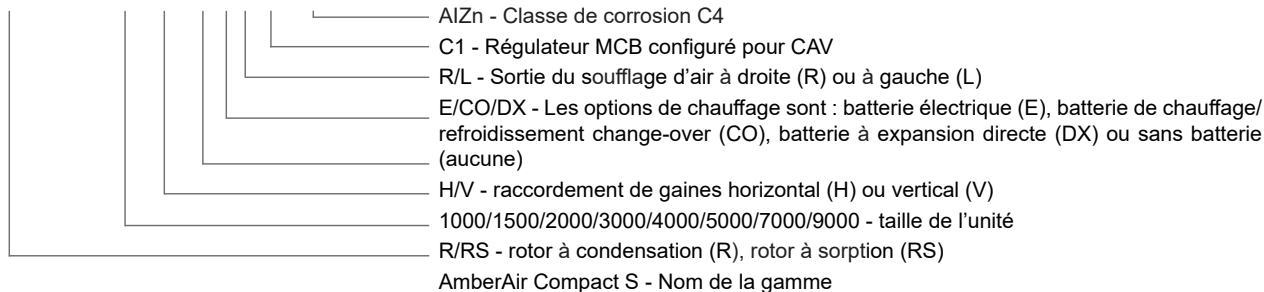 AlZn - Classe de corrosion C4
C1 - Régulateur MCB configuré pour CAV
R/L - Sortie du soufflage d'air à droite (R) ou à gauche (L)
E/CO/DX - Les options de chauffage sont : batterie électrique (E), batterie de chauffage/
refroidissement change-over (CO), batterie à expansion directe (DX) ou sans batterie
(aucune)
H/V - raccordement de gaines horizontal (H) ou vertical (V)
1000/1500/2000/3000/4000/5000/7000/9000 - taille de l'unité
R/RS - rotor à condensation (R), rotor à sorption (RS)
AmberAir Compact S - Nom de la gamme